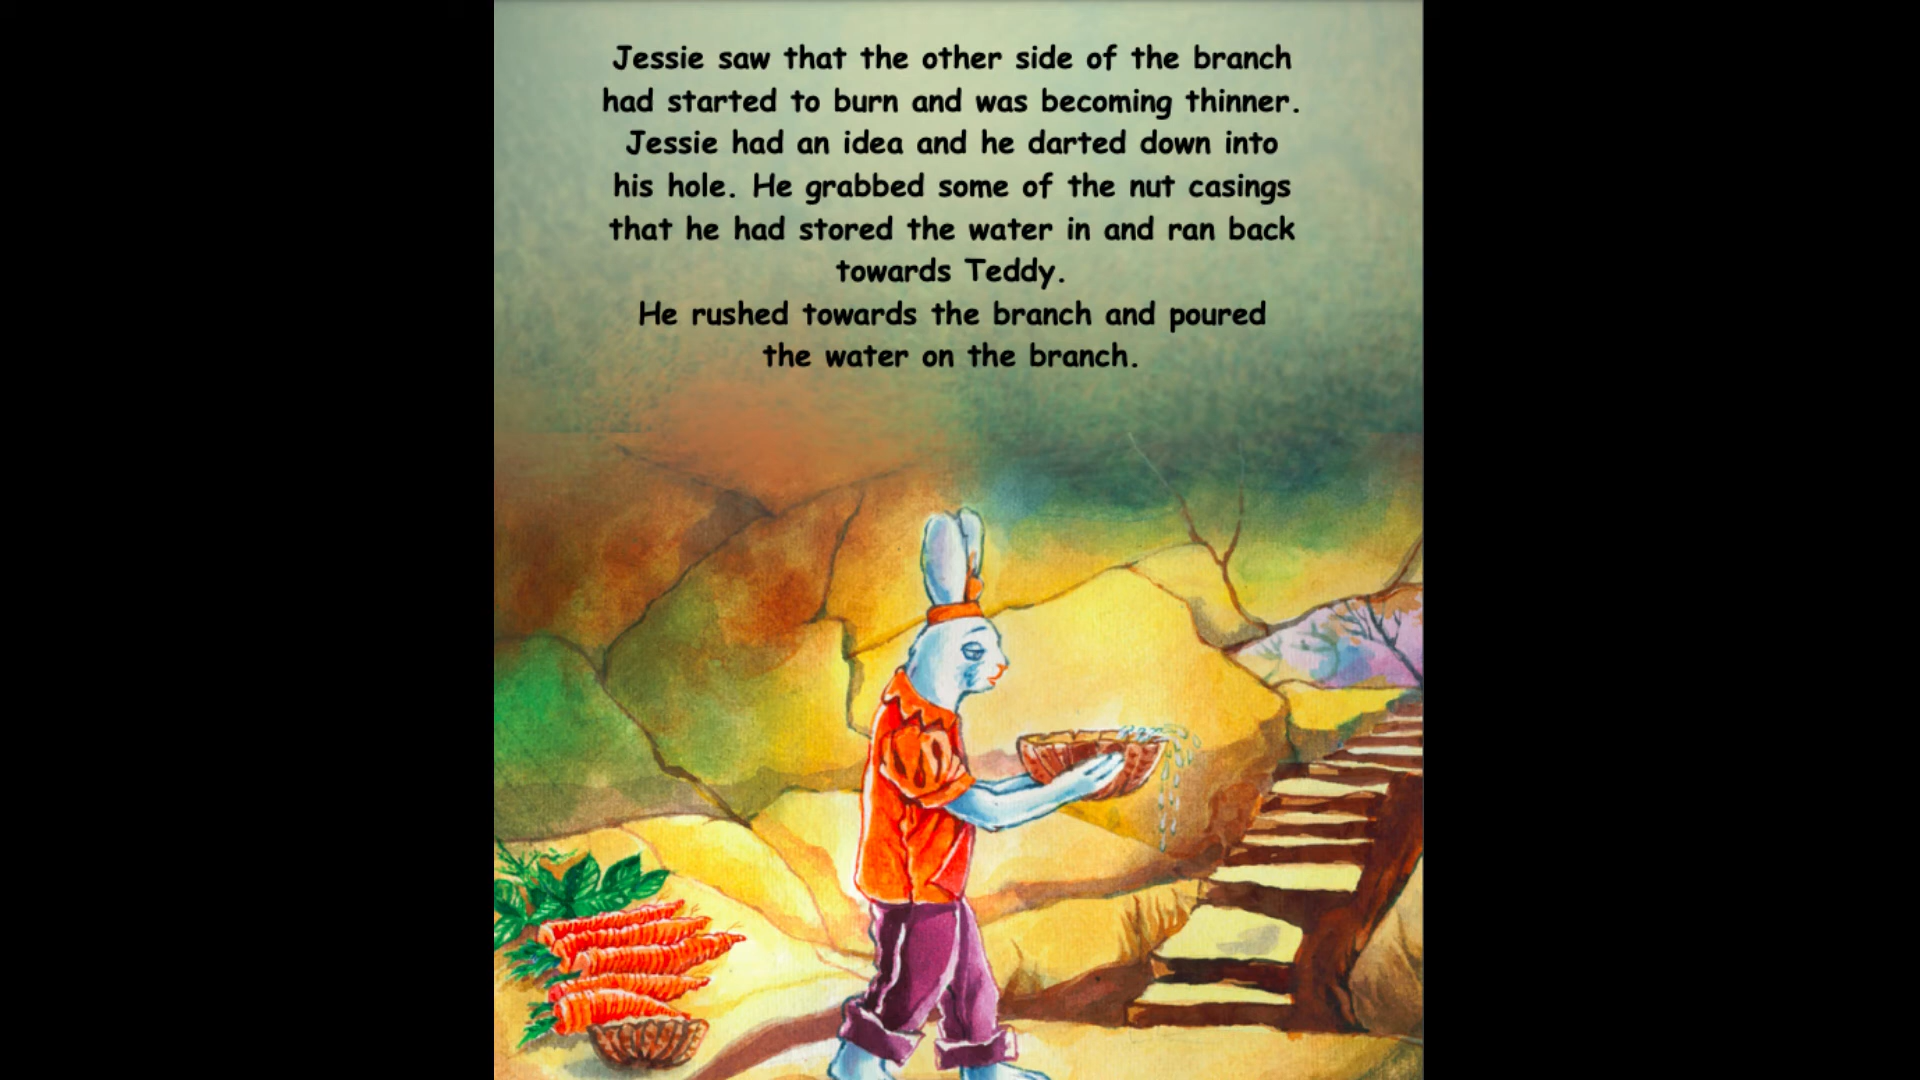 Jessie saw that the other side of the branch
had started to burn and was becoming thinner.
Jessie had an idea and he darted down into
his hole. He grabbed some of the nut casings
that he had stored the water in and ran back
towards Teddy.
He rushed towards the branch and poured
the water on the branch.